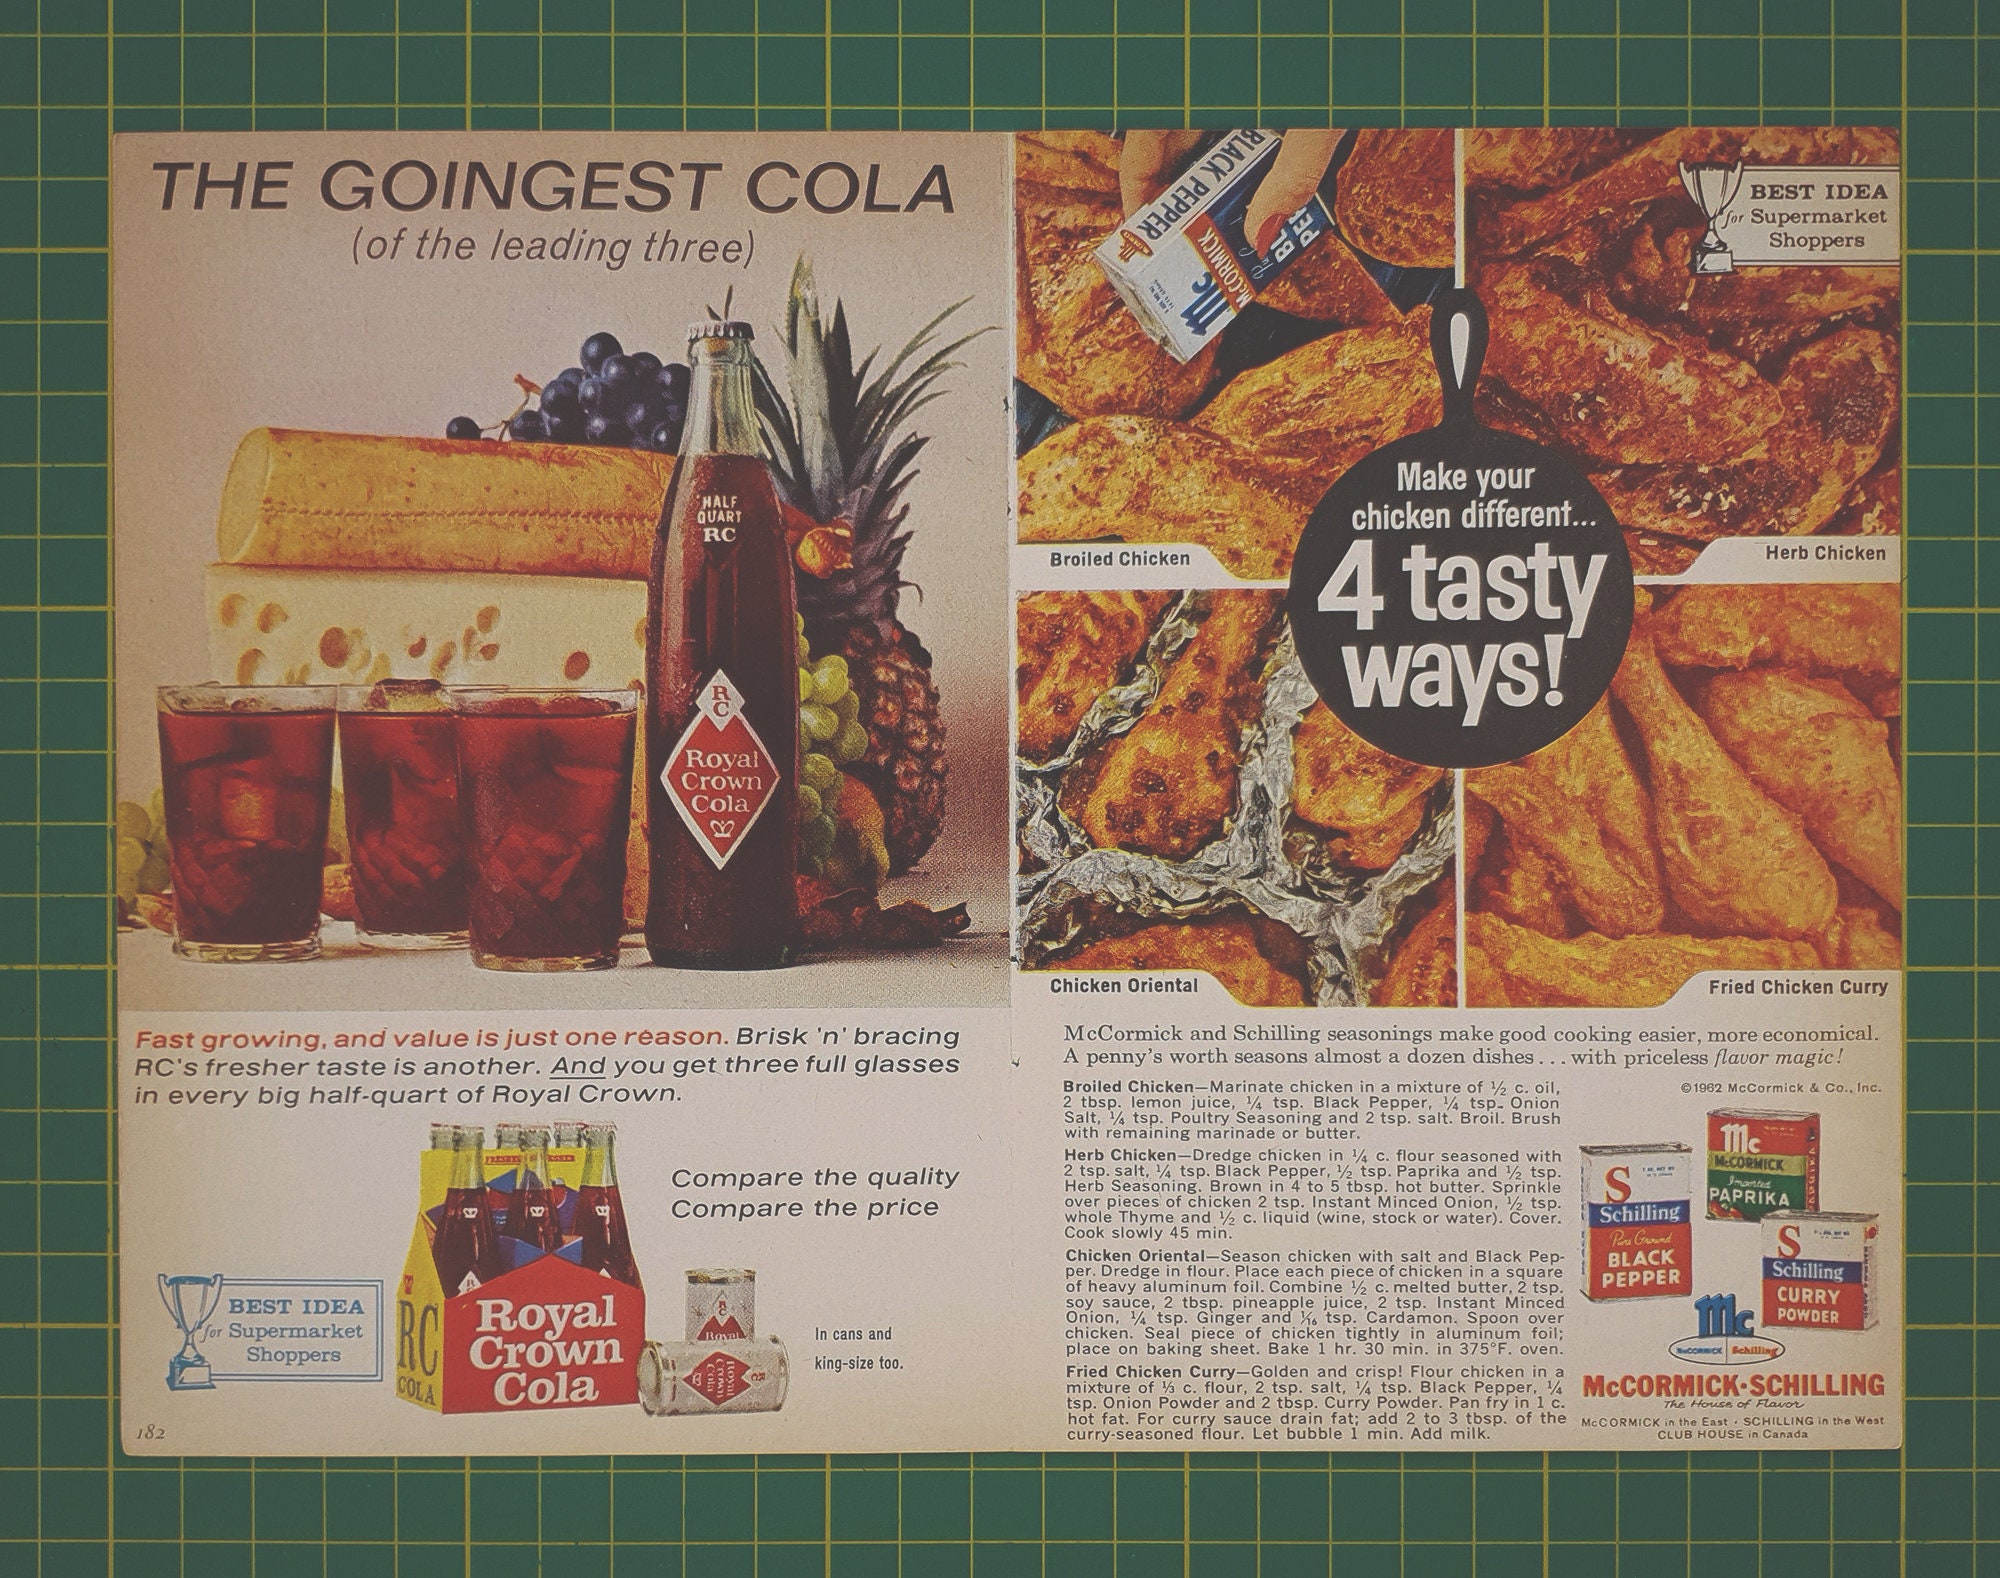 THE GOINGEST COLA
(of the leading three)
HALF
QUART
RC
R
C
Royal
Crown
Cola
Fast growing, and value is just one reason. Brisk 'n' bracing
RC's fresher taste is another. And you get three full glasses
in every big half-quart of Royal Crown.
Compare the quality
Compare the price
BEST IDEA
for Supermarket
Shoppers
RC
COLA
Royal
Crown
Cola
R
C
Royal
Royal
Crown
Cola
RC
In cans and
king-size too.
182
BLACK PEPPER
Mc
McCORMICK
BEST IDEA
for Supermarket
Shoppers
Make your
chicken different...
4 tasty
ways!
Broiled Chicken
Herb Chicken
Chicken Oriental
Fried Chicken Curry
McCormick and Schilling seasonings make good cooking easier, more economical.
A penny's worth seasons almost a dozen dishes . . . with priceless flavor magic!
Broiled Chicken—Marinate chicken in a mixture of ½ c. oil,
2 tbsp. lemon juice, ¼ tsp. Black Pepper, ¼ tsp. Onion
Salt, ¼ tsp. Poultry Seasoning and 2 tsp. salt. Broil. Brush
with remaining marinade or butter.
Herb Chicken—Dredge chicken in ¼ c. flour seasoned with
2 tsp. salt, ¼ tsp. Black Pepper, ½ tsp. Paprika and ½ tsp.
Herb Seasoning. Brown in 4 to 5 tbsp. hot butter. Sprinkle
over pieces of chicken 2 tsp. Instant Minced Onion, ½ tsp.
whole Thyme and ½ c. liquid (wine, stock or water). Cover.
Cook slowly 45 min.
Chicken Oriental—Season chicken with salt and Black Pep-
per. Dredge in flour. Place each piece of chicken in a square
of heavy aluminum foil. Combine ½ c. melted butter, 2 tsp.
soy sauce, 2 tbsp. pineapple juice, 2 tsp. Instant Minced
Onion, ¼ tsp. Ginger and 1/16 tsp. Cardamon. Spoon over
chicken. Seal piece of chicken tightly in aluminum foil;
place on baking sheet. Bake 1 hr. 30 min. in 375°F. oven.
Fried Chicken Curry—Golden and crisp! Flour chicken in a
mixture of ⅓ c. flour, 2 tsp. salt, ¼ tsp. Black Pepper, ¼
tsp. Onion Powder and 2 tbsp. Curry Powder. Pan fry in 1 c.
hot fat. For curry sauce drain fat; add 2 to 3 tbsp. of the
curry-seasoned flour. Let bubble 1 min. Add milk.
©1962 McCormick & Co., Inc.
Mc
McCORMICK
Imported
PAPRIKA
S
Schilling
Pure Ground
BLACK
PEPPER
S
Schilling
CURRY
POWDER
Mc
McCORMICK Schilling
McCORMICK·SCHILLING
The House of Flavor
McCORMICK in the East · SCHILLING in the West
CLUB HOUSE in Canada